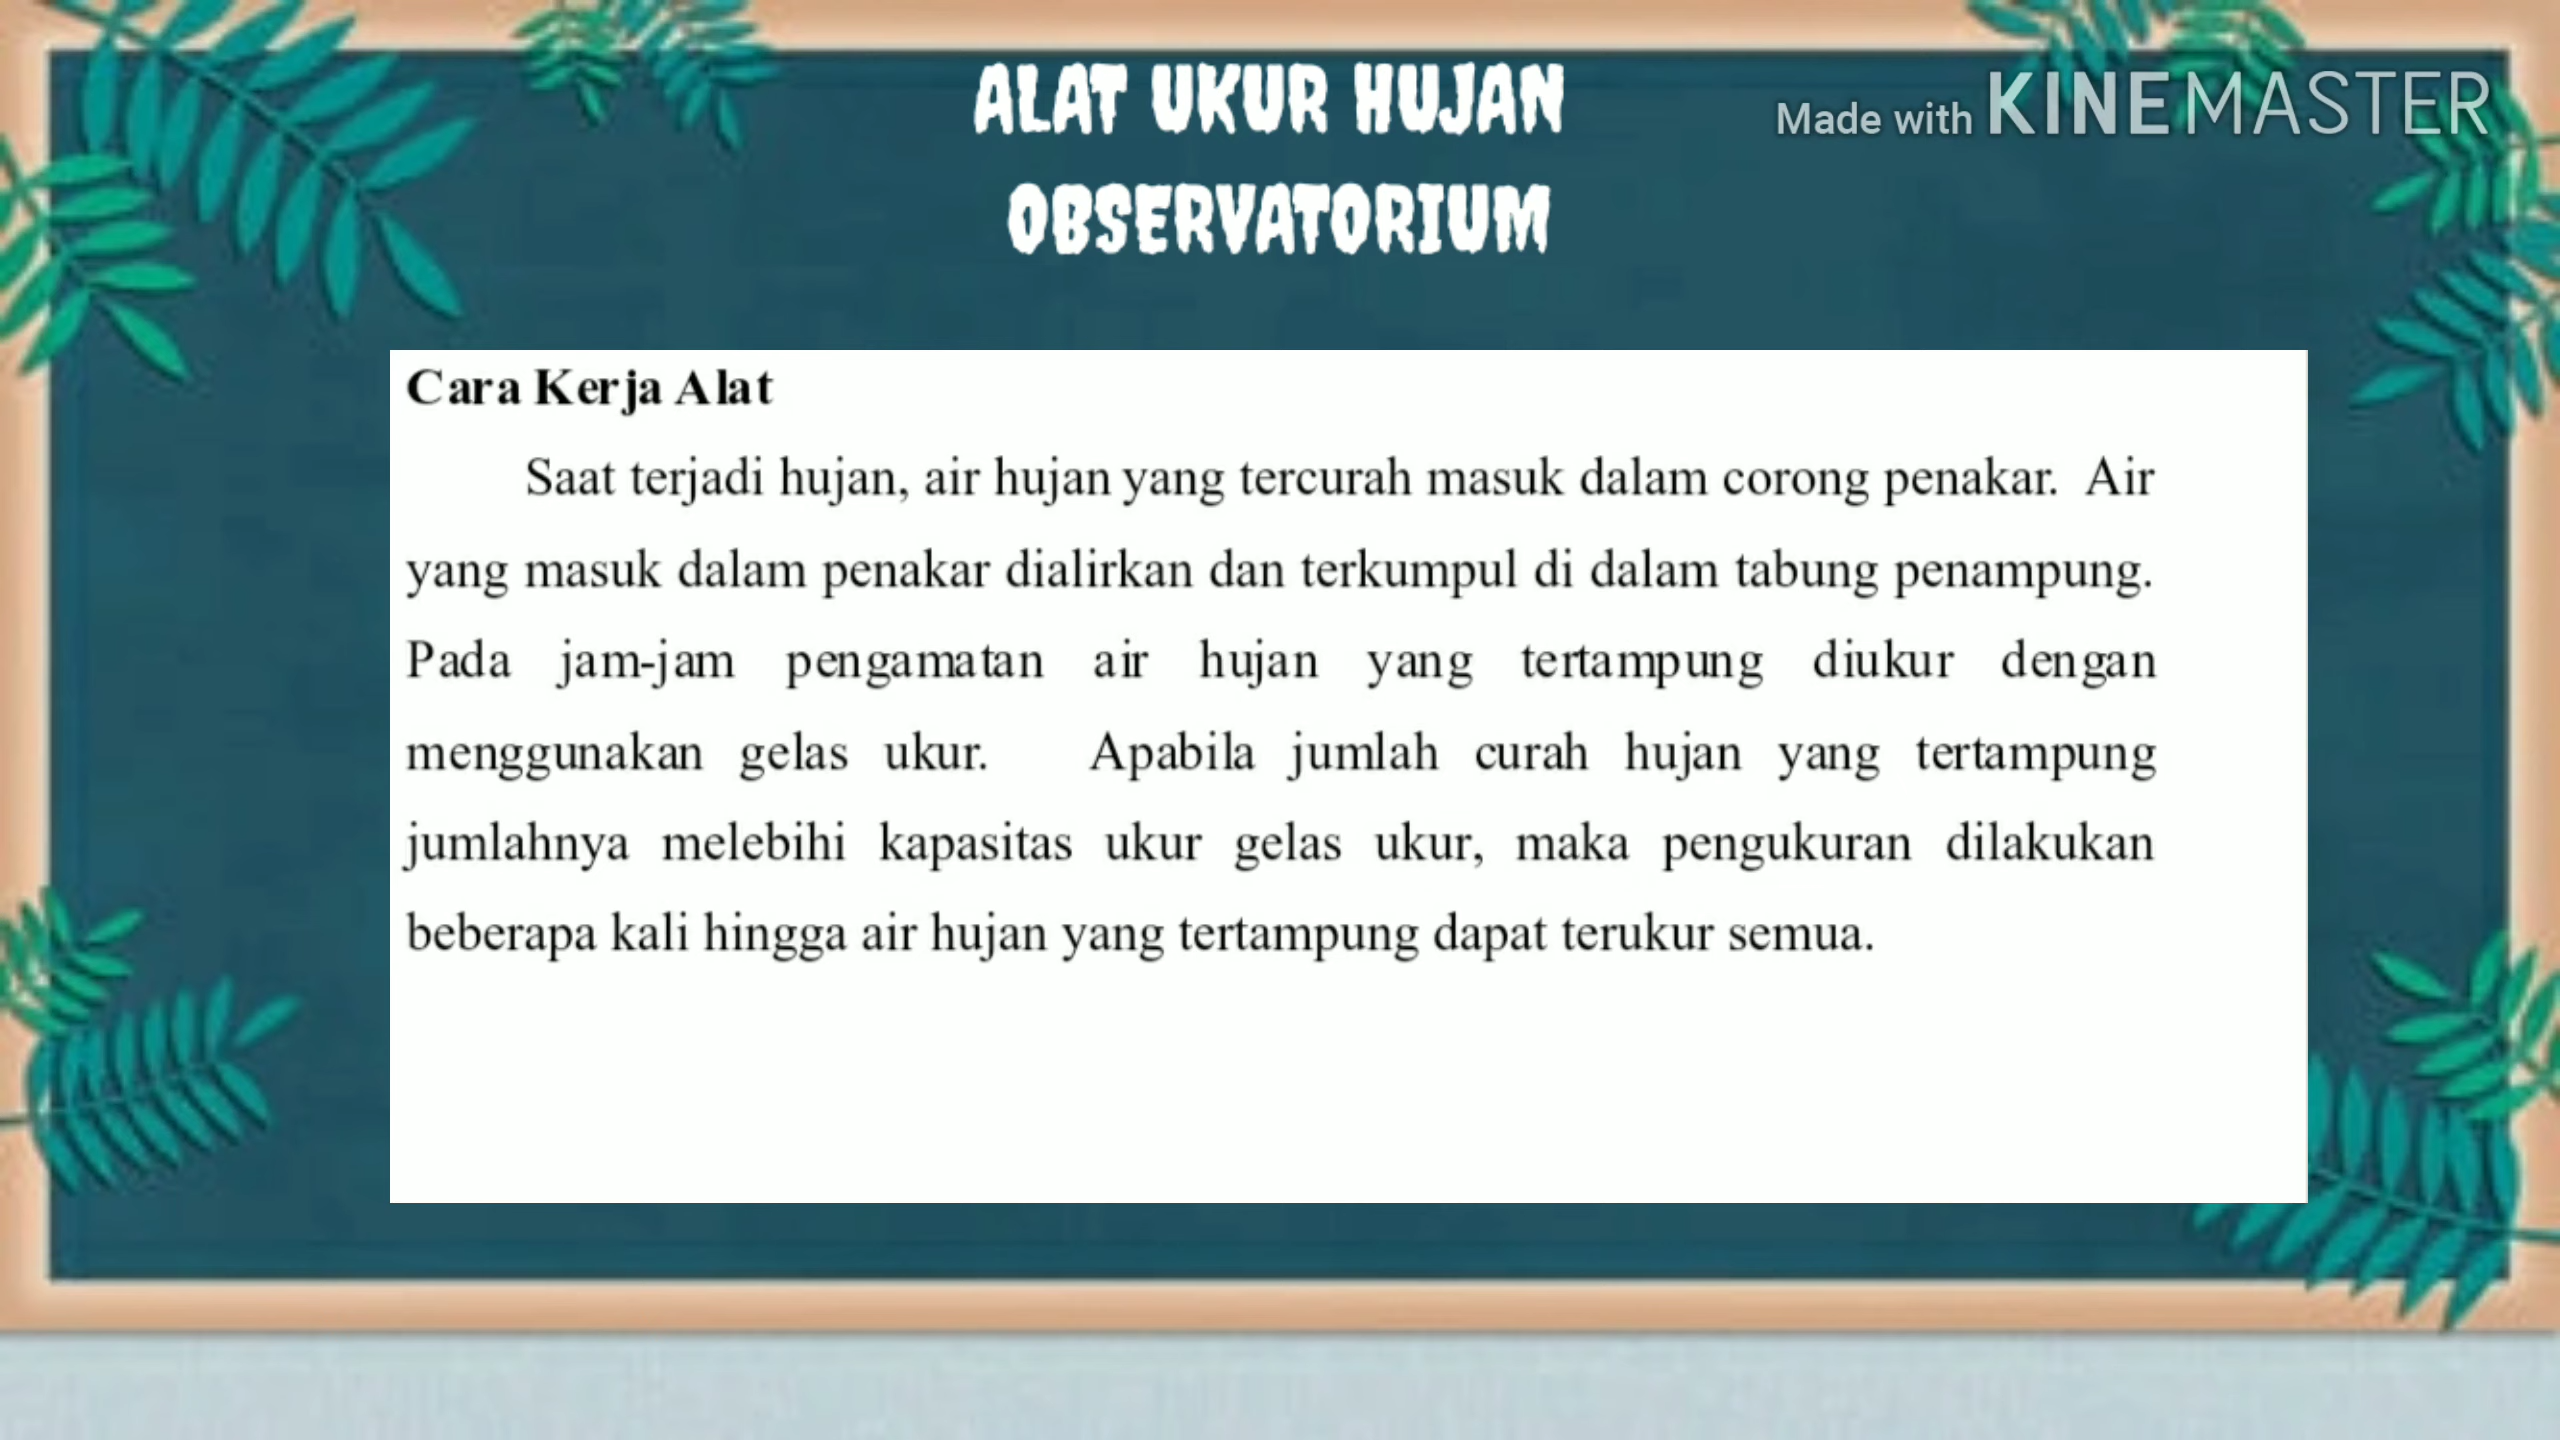 ALAT UKUR HUJAN
OBSERVATORIUM
Made with KINEMASTER
Cara Kerja Alat
Saat terjadi hujan, air hujan yang tercurah masuk dalam corong penakar. Air
yang masuk dalam penakar dialirkan dan terkumpul di dalam tabung penampung.
Pada jam-jam pengamatan air hujan yang tertampung diukur dengan
menggunakan gelas ukur. Apabila jumlah curah hujan yang tertampung
jumlahnya melebihi kapasitas ukur gelas ukur, maka pengukuran dilakukan
beberapa kali hingga air hujan yang tertampung dapat terukur semua.